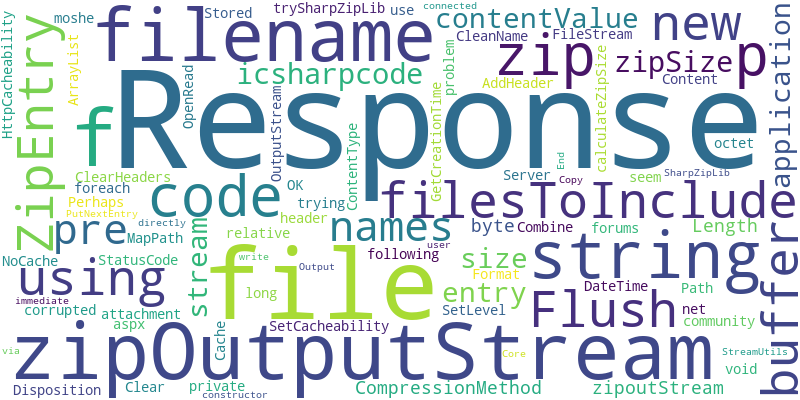 HttpCacheability
moshe
Stored
trySharpZipLib
use
connected
contentValue
new
application
filename
CleanName
FileStream
ArrayList
OpenRead
zip
p
zipSize
problem
icsharpcode
AddHeader
Content
calculateZipSize
ZipEntry
f
Response
OutputStream
ContentType
GetCreationTime
octet
ClearHeaders
foreach
OK
trying
Server
End
Copy
seem
SharpZipLib
Perhaps
PutNextEntry
code
filesToInclude
directly
header
names
byte
Combine
forums
Length
pre
MapPath
stream
relative
user
following
size
string
buffer
NoCache
StatusCode
write
Output
Format
using
file
long
entry
DateTime
Path
immediate
corrupted
attachment
SetLevel
Flush
net
community
aspx
Cache
SetCacheability
via
zipOutputStream
Core
StreamUtils
void
Disposition
Clear
private
constructor
CompressionMethod
zipoutStream